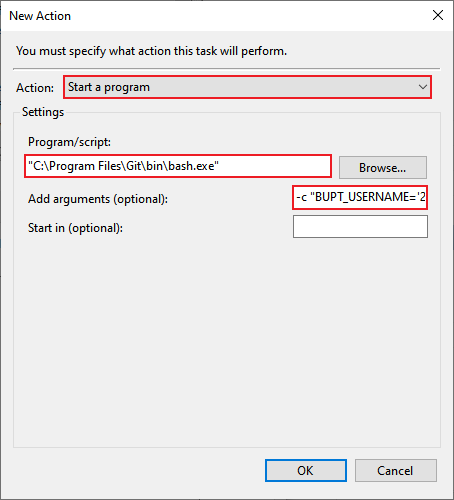 New Action
You must specify what action this task will perform.
Action: Start a program
Settings
Program/script:
"C:\Program Files\Git\bin\bash.exe" Browse...
Add arguments (optional): -c "BUPT_USERNAME='2
Start in (optional):
OK Cancel